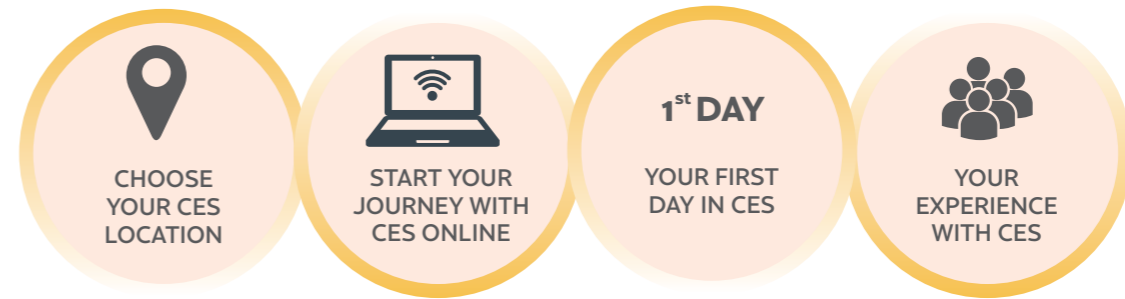 CHOOSE
YOUR CES
LOCATION
START YOUR
JOURNEY WITH
CES ONLINE
1st DAY
YOUR FIRST
DAY IN CES
YOUR
EXPERIENCE
WITH CES